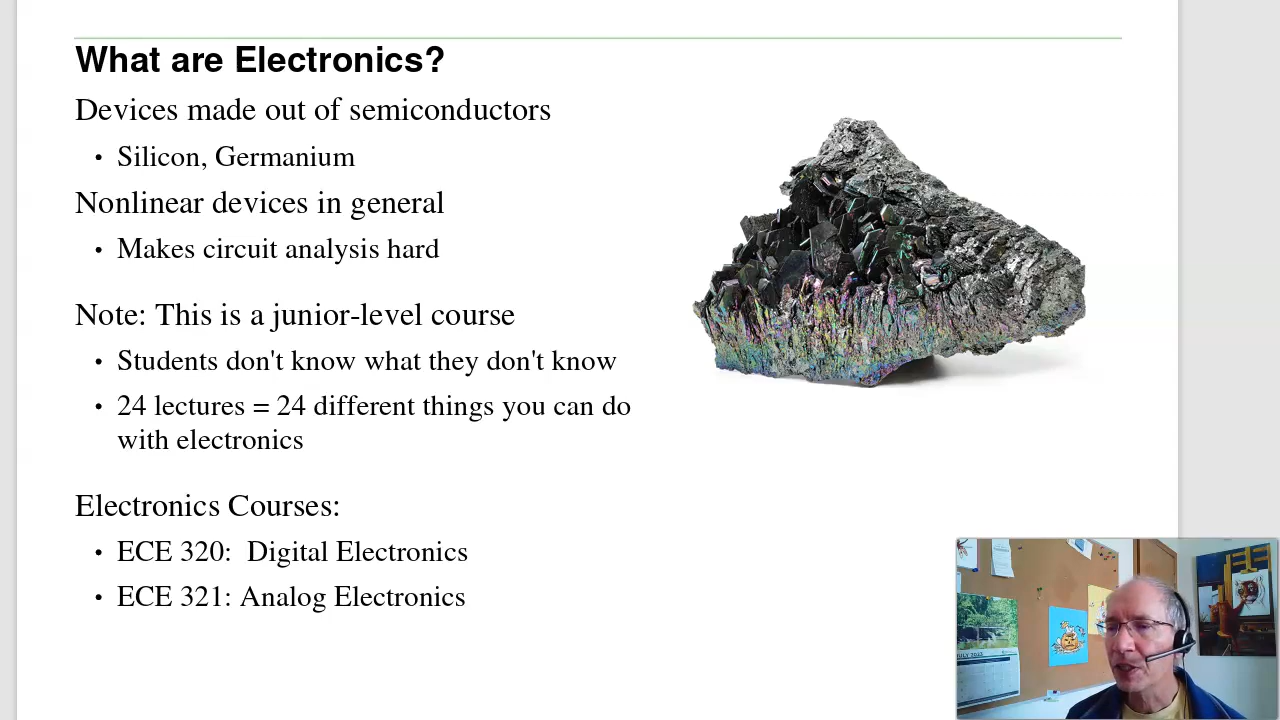 What are Electronics?
Devices made out of semiconductors
• Silicon, Germanium
Nonlinear devices in general
• Makes circuit analysis hard
Note: This is a junior-level course
• Students don't know what they don't know
• 24 lectures = 24 different things you can do
with electronics
Electronics Courses:
• ECE 320:  Digital Electronics
• ECE 321: Analog Electronics
JULY 2023